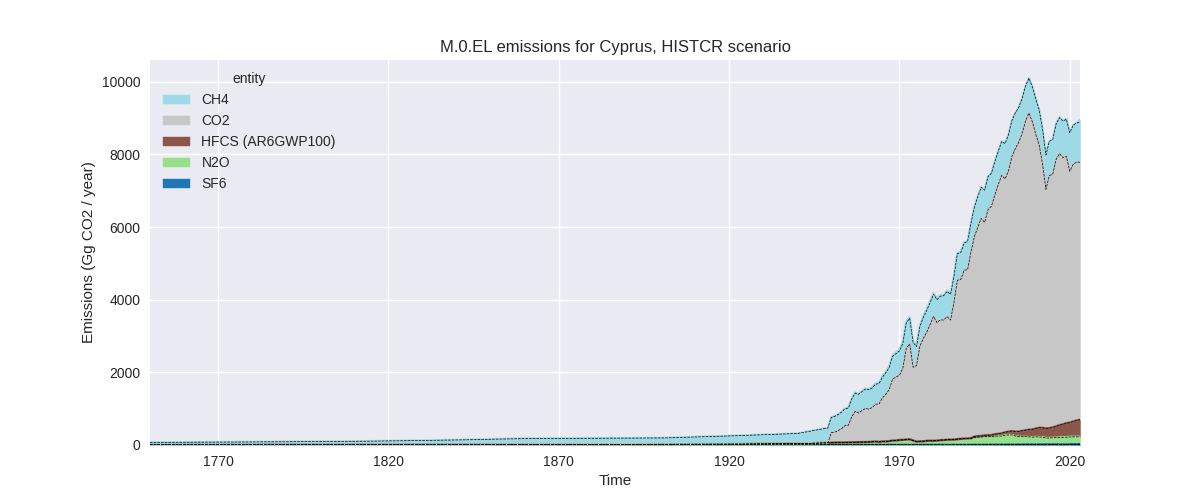 M.0.EL emissions for Cyprus, HISTCR scenario
entity
CH4
CO2
HFCS (AR6GWP100)
N2O
SF6
Emissions (Gg CO2 / year)
10000
8000
6000
4000
2000
0
1770 1820 1870 1920 1970 2020
Time